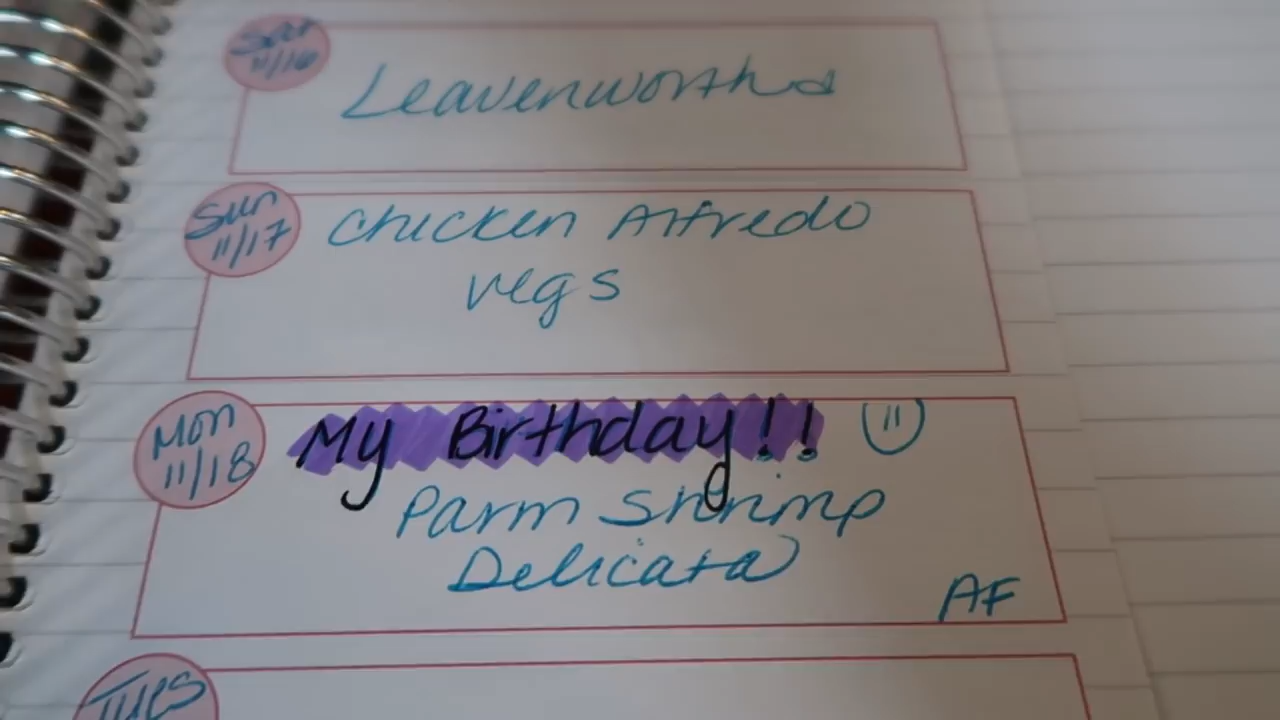 Sat
11/16
Leavenworth
Sun
11/17
Chicken Alfredo
Vegs
Mon
11/18
My Birthday!!
Parm Shrimp
Delicata
AF
Tues